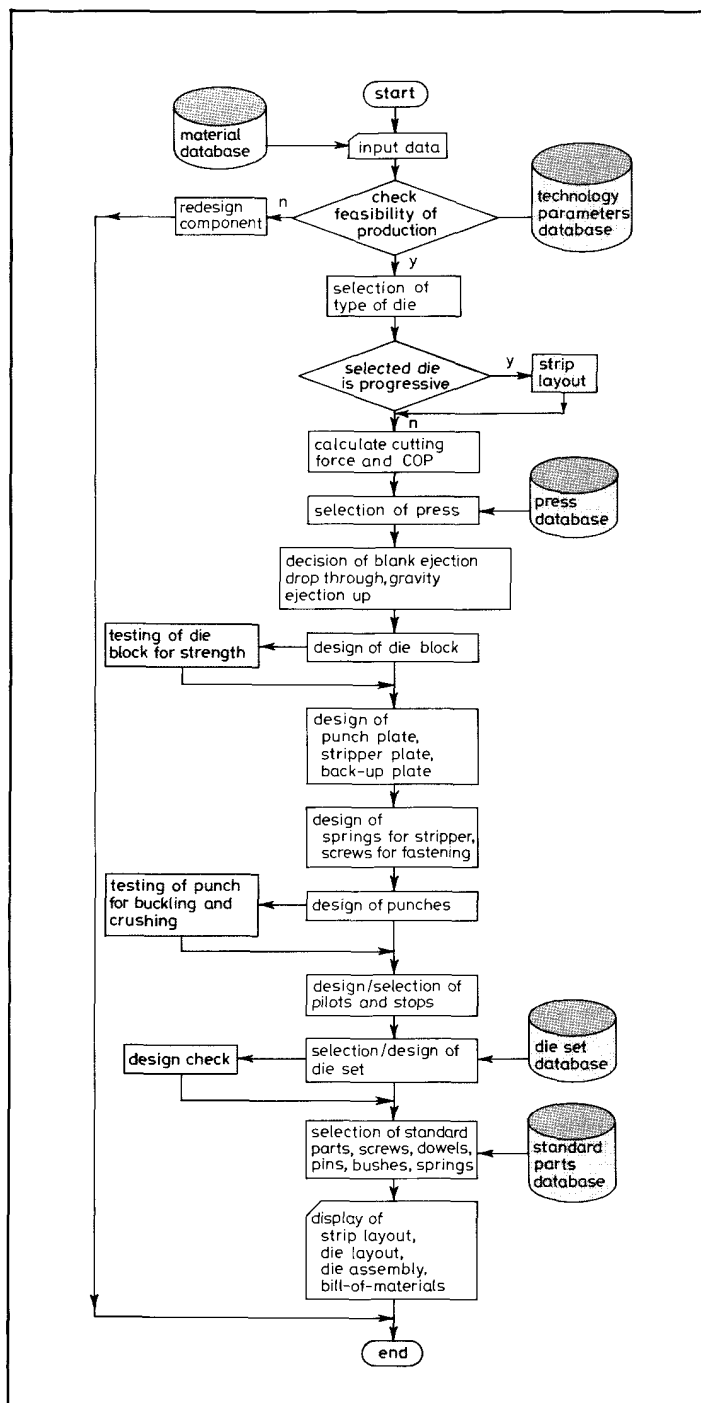 start
material
database
input data
check
feasibility of
production
technology
parameters
database
n
redesign
component
y
selection of
type of die
selected die
is progressive
y
strip
layout
n
calculate cutting
force and COP
selection of press
press
database
decision of blank ejection
drop through, gravity
ejection up
testing of die
block for strength
design of die block
design of
punch plate,
stripper plate,
back-up plate
design of
springs for stripper,
screws for fastening
testing of punch
for buckling and
crushing
design of punches
design/selection of
pilots and stops
design check
selection/design of
die set
die set
database
selection of standard
parts, screws, dowels,
pins, bushes, springs
standard
parts
database
display of
strip layout,
die layout,
die assembly,
bill-of-materials
end